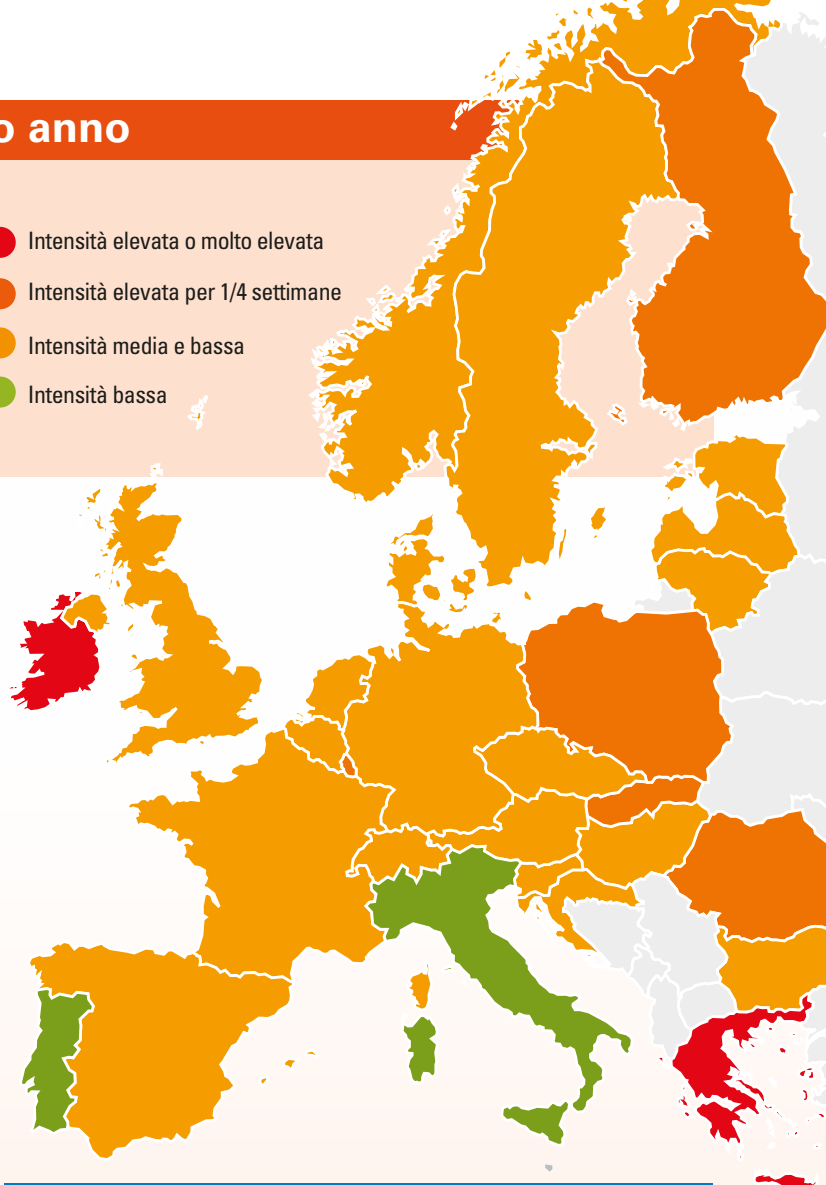 o anno
Intensità elevata o molto elevata
Intensità elevata per 1/4 settimane
Intensità media e bassa
Intensità bassa